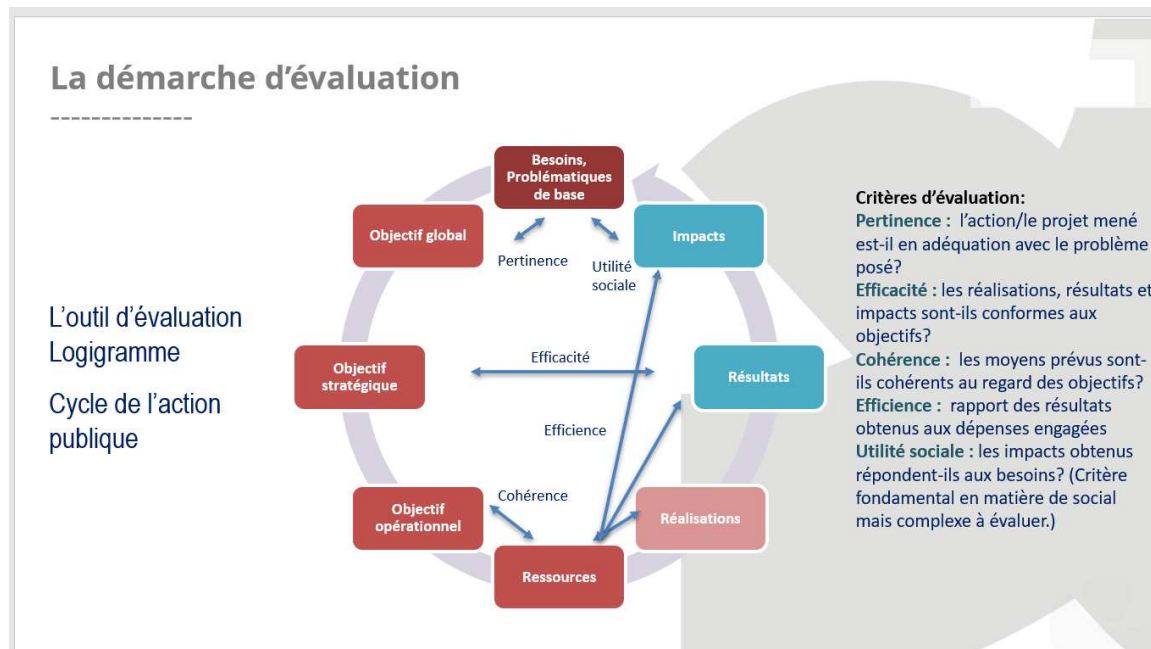 La démarche d'évaluation
--------------
L'outil d'évaluation
Logigramme
Cycle de l'action
publique
Besoins,
Problématiques
de base
Objectif global
Impacts
Pertinence
Utilité
sociale
Objectif
stratégique
Efficacité
Résultats
Efficience
Cohérence
Objectif
opérationnel
Réalisations
Ressources
Critères d'évaluation:
Pertinence : l'action/le projet mené
est-il en adéquation avec le problème
posé?
Efficacité : les réalisations, résultats et
impacts sont-ils conformes aux
objectifs?
Cohérence : les moyens prévus sont-
ils cohérents au regard des objectifs?
Efficience : rapport des résultats
obtenus aux dépenses engagées
Utilité sociale : les impacts obtenus
répondent-ils aux besoins? (Critère
fondamental en matière de social
mais complexe à évaluer.)